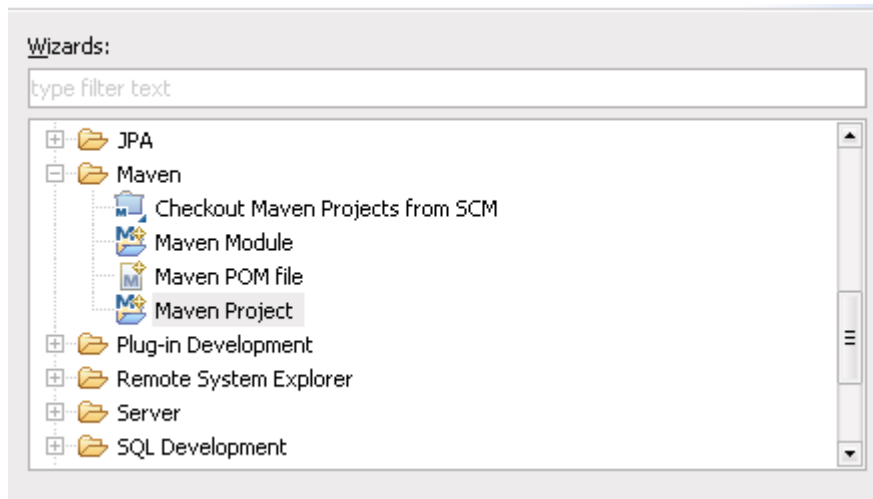 Wizards:
type filter text
JPA
Maven
Checkout Maven Projects from SCM
Maven Module
Maven POM file
Maven Project
Plug-in Development
Remote System Explorer
Server
SQL Development